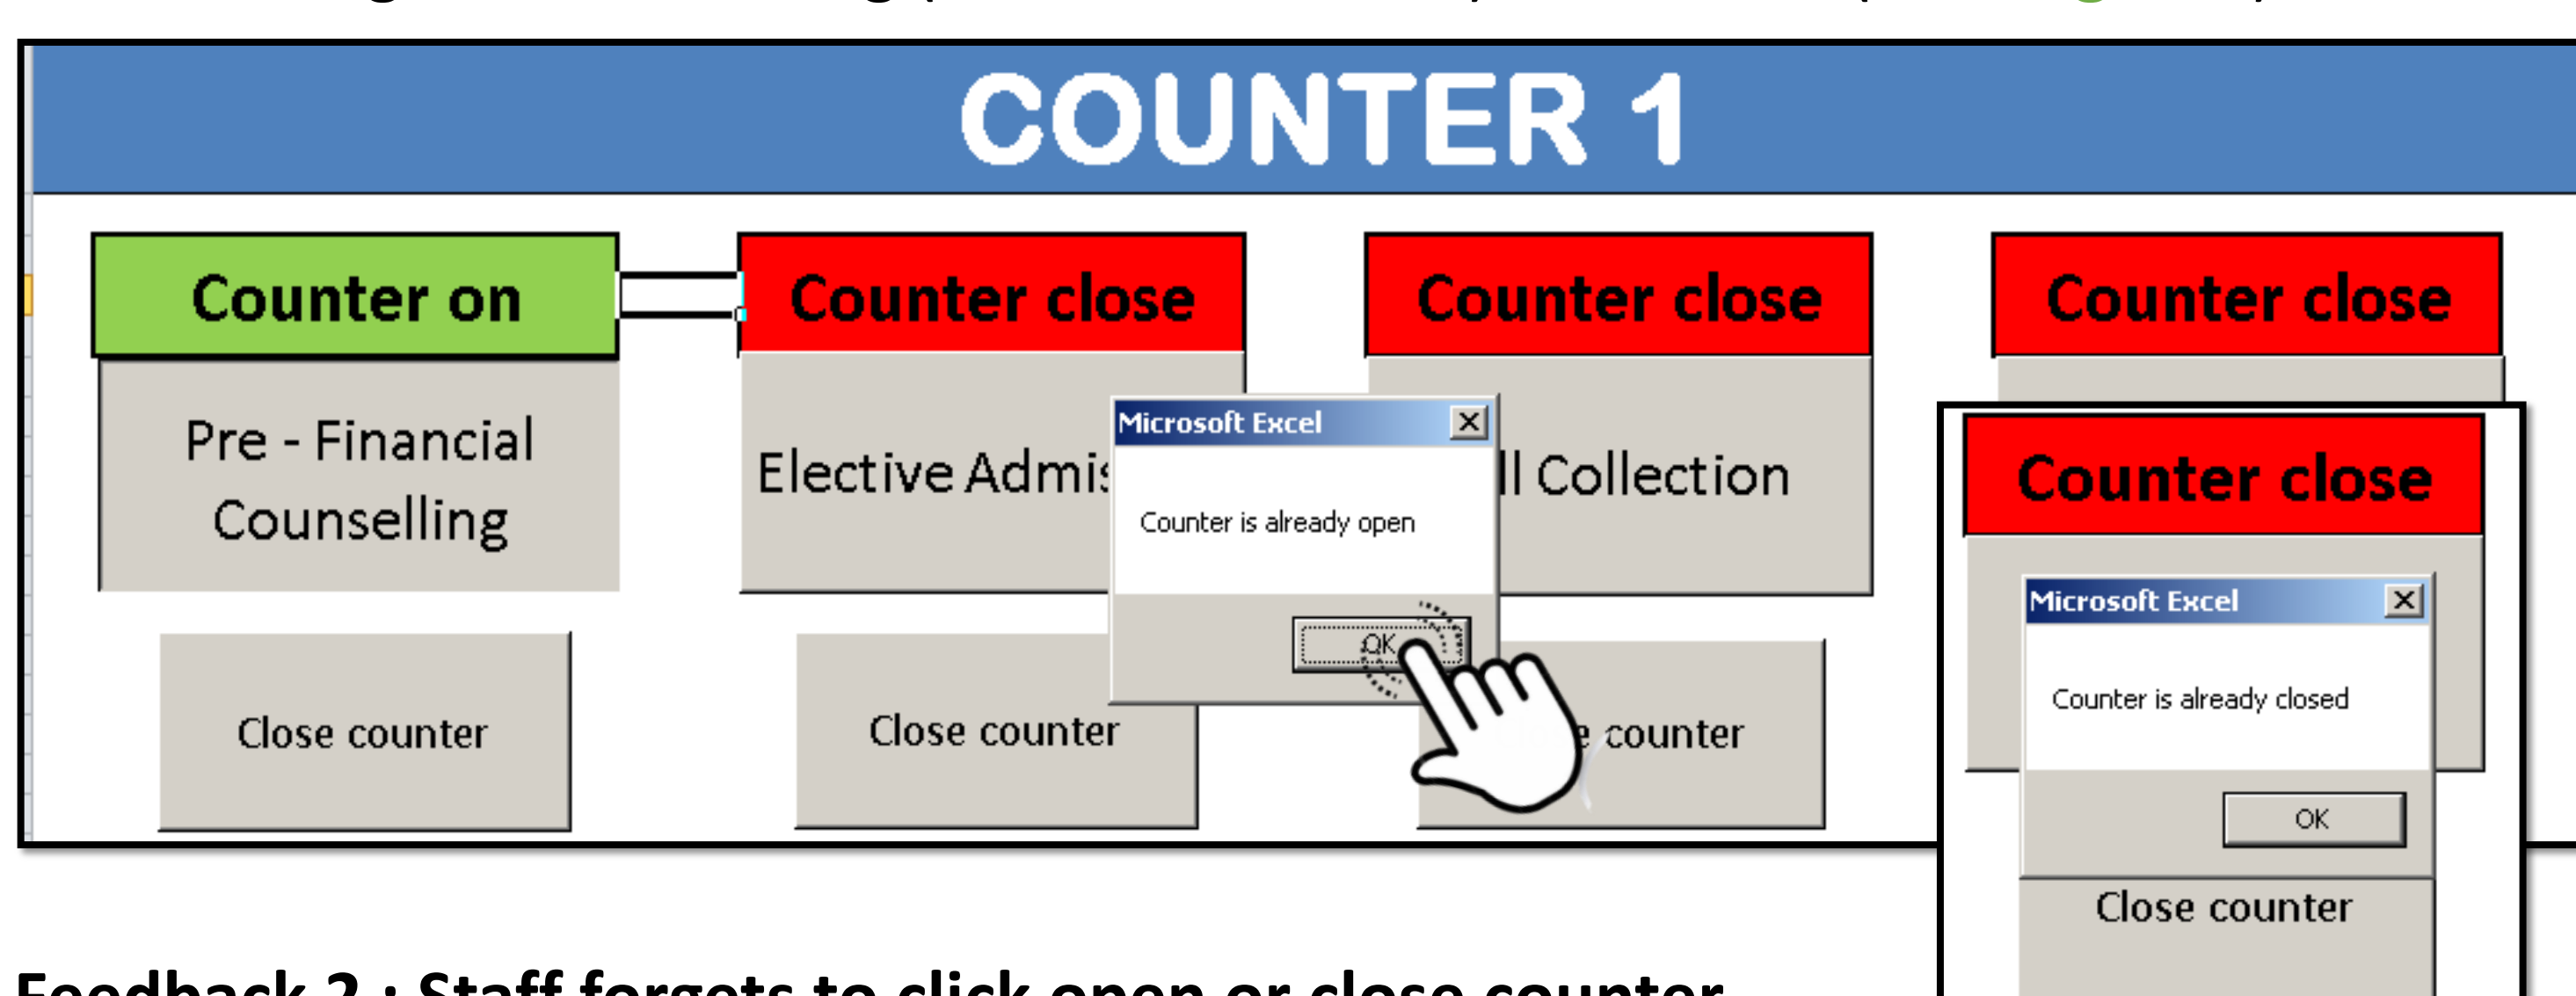 COUNTER 1
Counter on
Counter close
Counter close
Counter close
Pre - Financial
Counselling
Elective
Collection
Microsoft Excel
Counter is already open
OK
Close counter
Close counter
counter
Counter close
Microsoft Excel
Counter is already closed
OK
Close counter
Feedback 2 : Staff forgets to click open or close counter